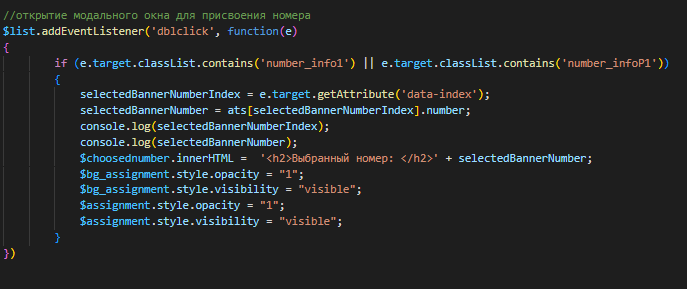 //открытие модального окна для присвоения номера
$list.addEventListener('dblclick', function(e)
{
if (e.target.classList.contains('number_info1') || e.target.classList.contains('number_infoP1'))
{
selectedBannerNumberIndex = e.target.getAttribute('data-index');
selectedBannerNumber = ats[selectedBannerNumberIndex].number;
console.log(selectedBannerNumberIndex);
console.log(selectedBannerNumber);
$choosednumber.innerHTML =  '<h2>Выбранный номер: </h2>' + selectedBannerNumber;
$bg_assignment.style.opacity = "1";
$bg_assignment.style.visibility = "visible";
$assignment.style.opacity = "1";
$assignment.style.visibility = "visible";
}
})